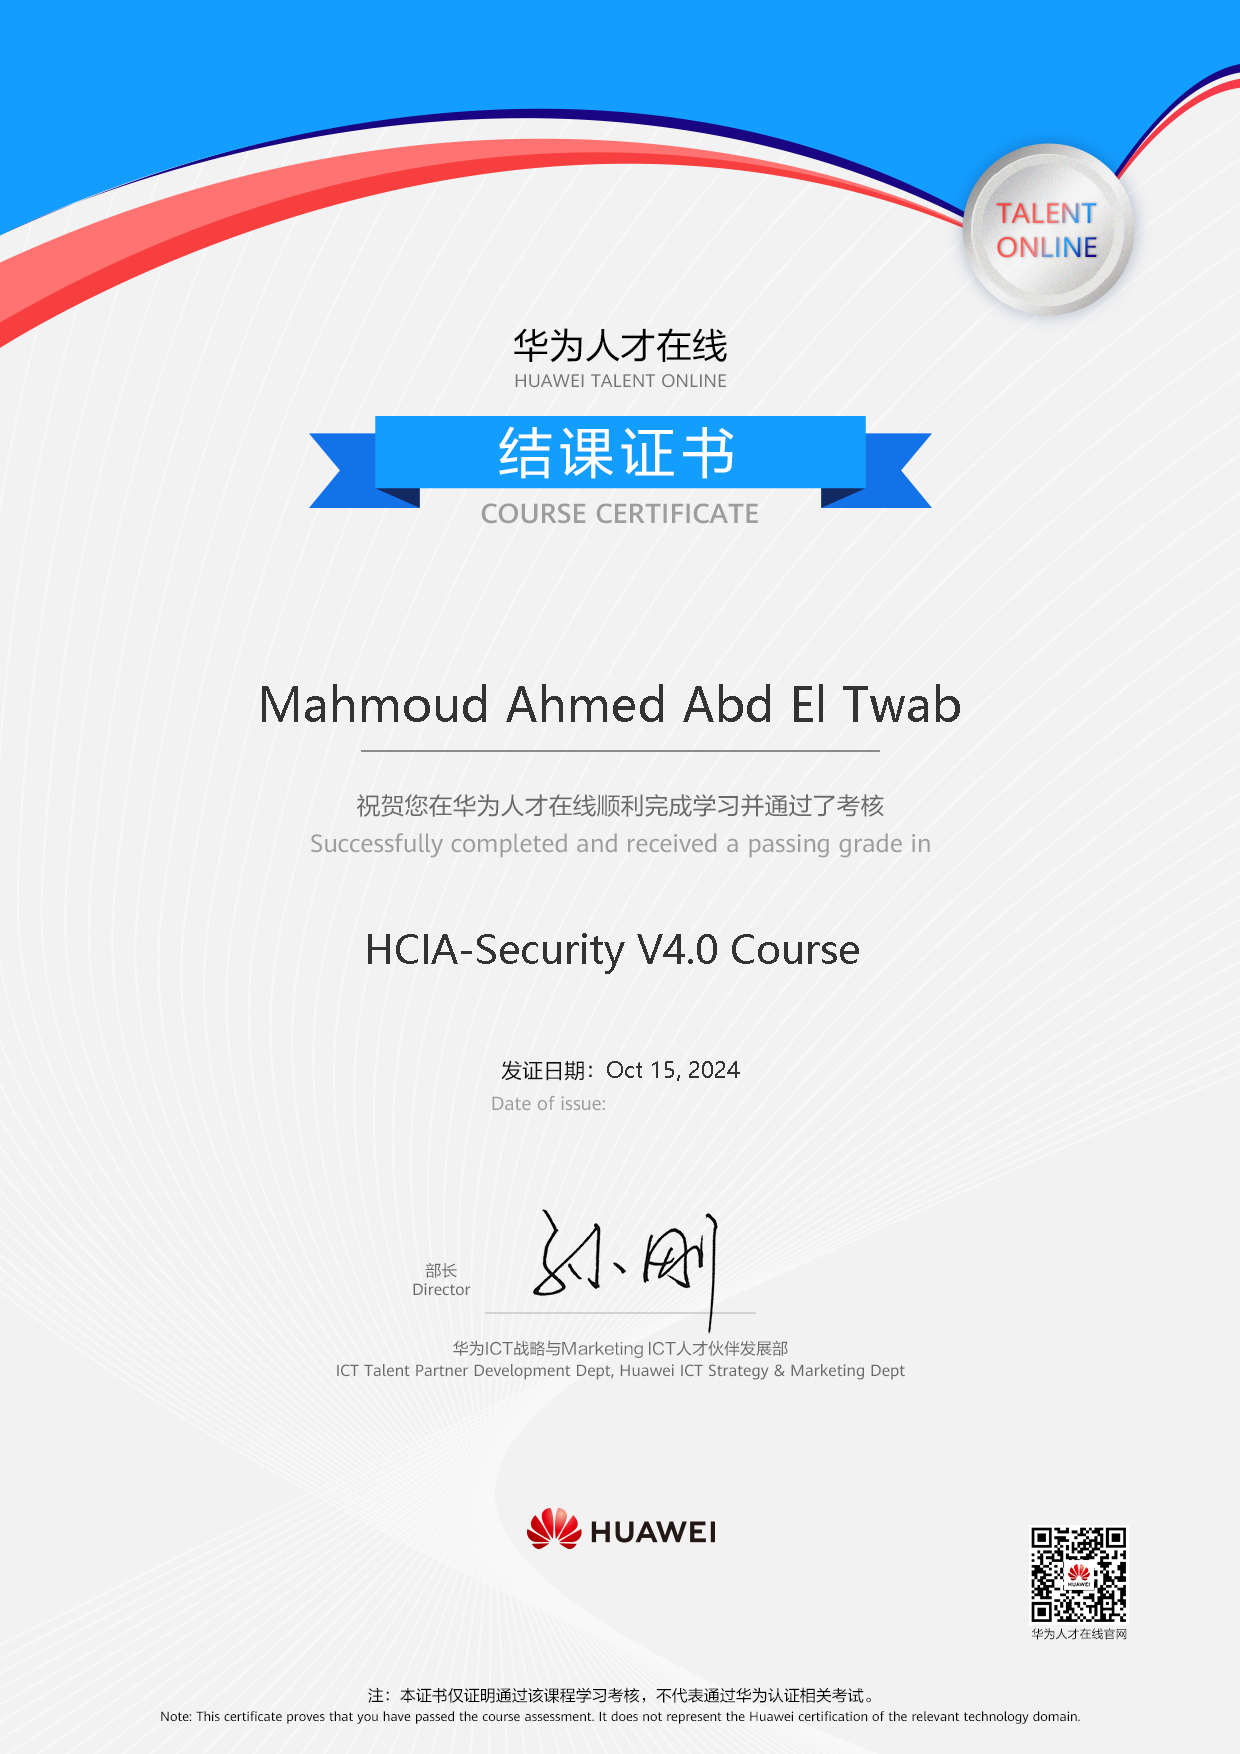 TALENT
ONLINE
华为人才在线
HUAWEI TALENT ONLINE
结课证书
COURSE CERTIFICATE
Mahmoud Ahmed Abd El Twab
祝贺您在华为人才在线顺利完成学习并通过了考核
Successfully completed and received a passing grade in
HCIA-Security V4.0 Course
发证日期：Oct 15, 2024
Date of issue:
孙刚
部长
Director
华为ICT战略与Marketing ICT人才伙伴发展部
ICT Talent Partner Development Dept, Huawei ICT Strategy & Marketing Dept
HUAWEI
HUAWEI
华为人才在线官网
注：本证书仅证明通过该课程学习考核，不代表通过华为认证相关考试。
Note: This certificate proves that you have passed the course assessment. It does not represent the Huawei certification of the relevant technology domain.